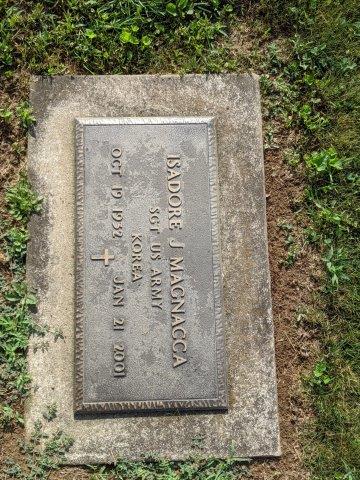 ISADORE J MAGNACCA
SGT US ARMY
KOREA
OCT 19 1932 JAN 21 2001